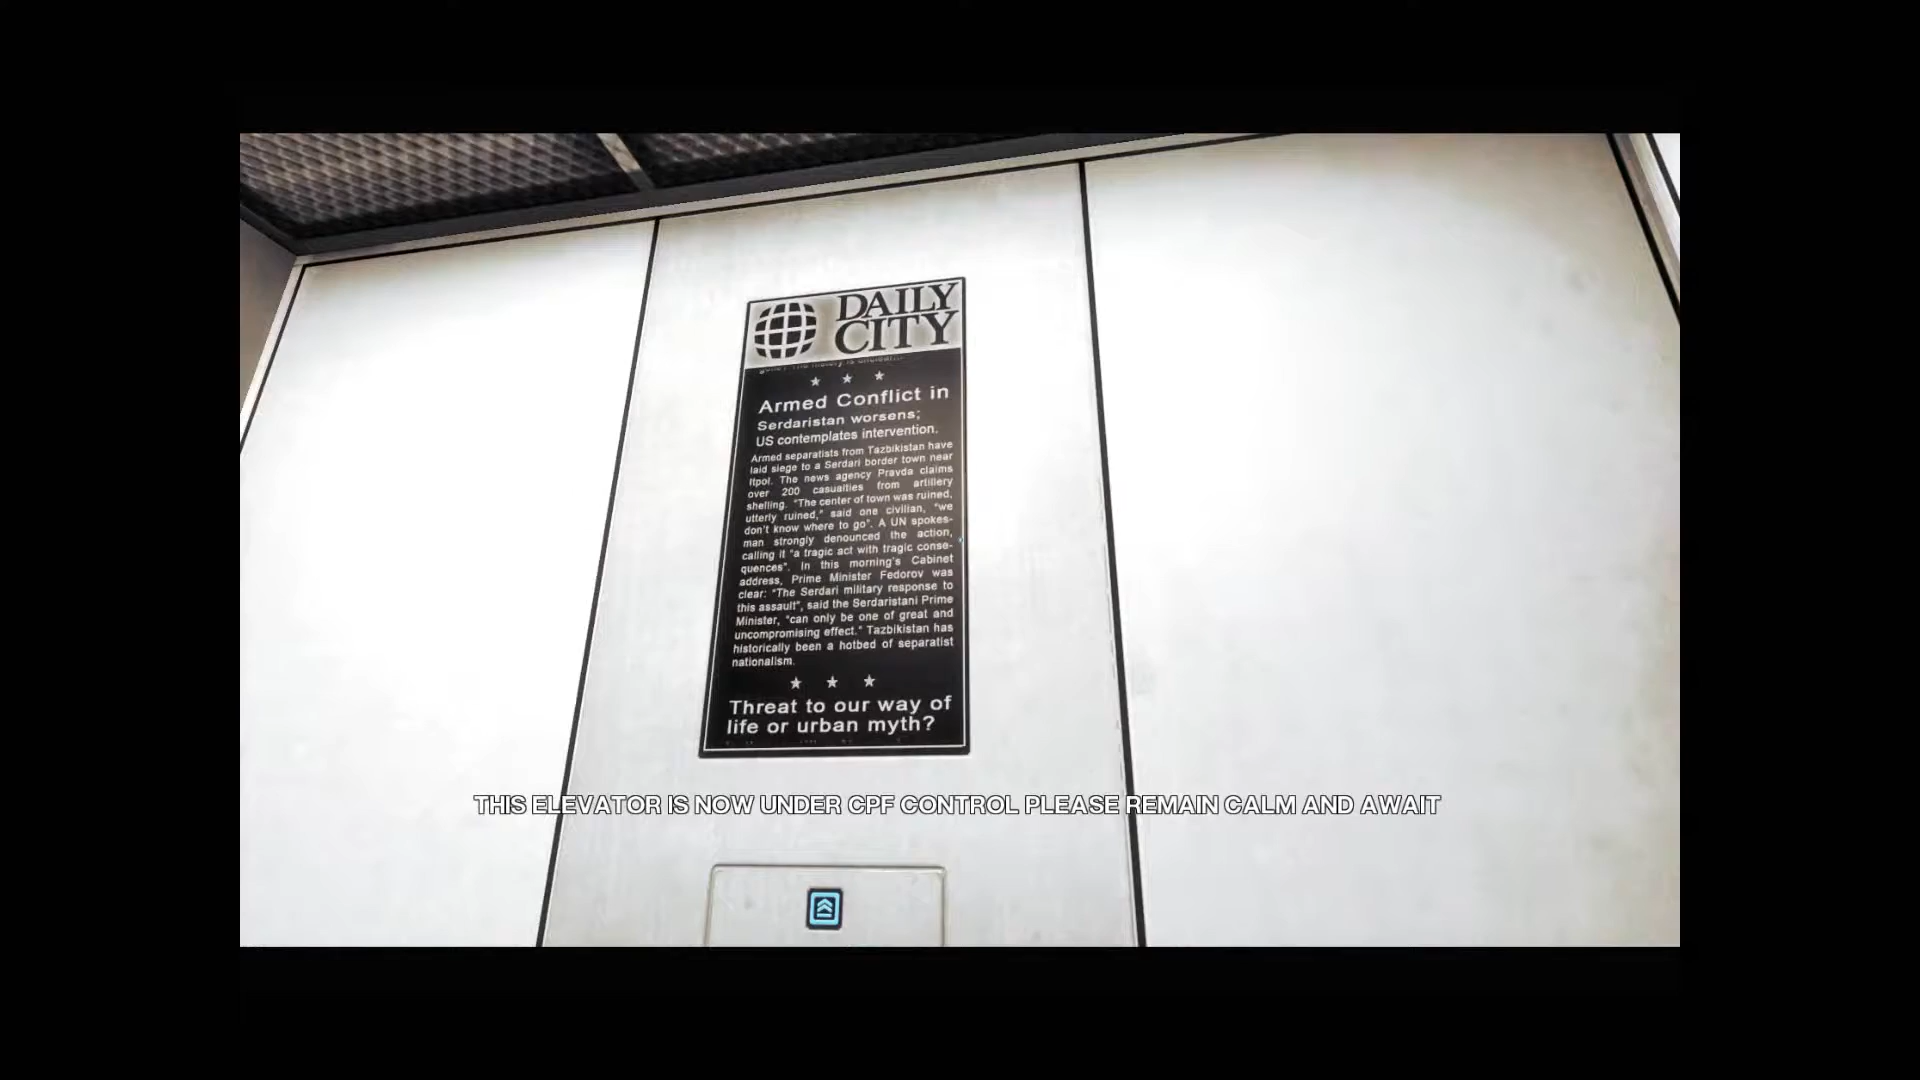 DAILY
CITY
★ ★ ★
Armed Conflict in
Serdaristan worsens;
US contemplates intervention.
Armed separatists from Tazbikistan have
laid siege to a Serdari border town near
Itpol. The news agency Pravda claims
over 200 casualties from artillery
shelling. "The center of town was ruined,
utterly ruined," said one civilian, "we
don't know where to go". A UN spokes-
man strongly denounced the action,
calling it "a tragic act with tragic conse-
quences". In this morning's Cabinet
address, Prime Minister Fedorov was
clear: "The Serdari military response to
this assault", said the Serdaristani Prime
Minister, "can only be one of great and
uncompromising effect." Tazbikistan has
historically been a hotbed of separatist
nationalism.
★ ★ ★
Threat to our way of
life or urban myth?
THIS ELEVATOR IS NOW UNDER CPF CONTROL PLEASE REMAIN CALM AND AWAIT